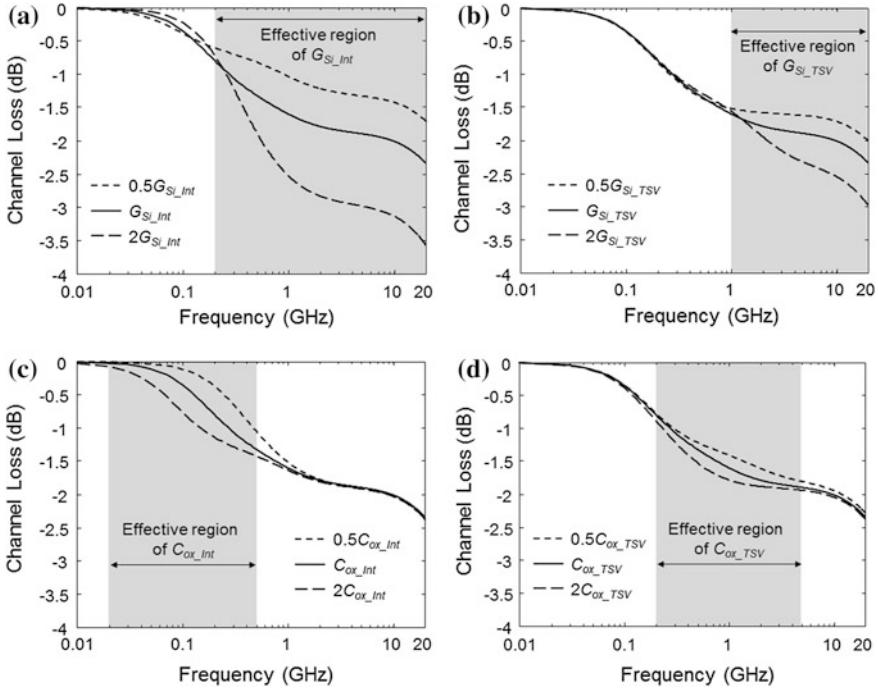 (a)
Channel Loss (dB)
0
-0.5
-1
-1.5
-2
-2.5
-3
-3.5
-4
Effective region
of G_Si_Int
0.5G_Si_Int
G_Si_Int
2G_Si_Int
0.01 0.1 1 10 20
Frequency (GHz)
(b)
Channel Loss (dB)
0
-0.5
-1
-1.5
-2
-2.5
-3
-3.5
-4
Effective region
of G_Si_TSV
0.5G_Si_TSV
G_Si_TSV
2G_Si_TSV
0.01 0.1 1 10 20
Frequency (GHz)
(c)
Channel Loss (dB)
0
-0.5
-1
-1.5
-2
-2.5
-3
-3.5
-4
Effective region
of C_ox_Int
0.5C_ox_Int
C_ox_Int
2C_ox_Int
0.01 0.1 1 10 20
Frequency (GHz)
(d)
Channel Loss (dB)
0
-0.5
-1
-1.5
-2
-2.5
-3
-3.5
-4
0.5C_ox_TSV
C_ox_TSV
2C_ox_TSV
Effective region
of C_ox_TSV
0.01 0.1 1 10 20
Frequency (GHz)